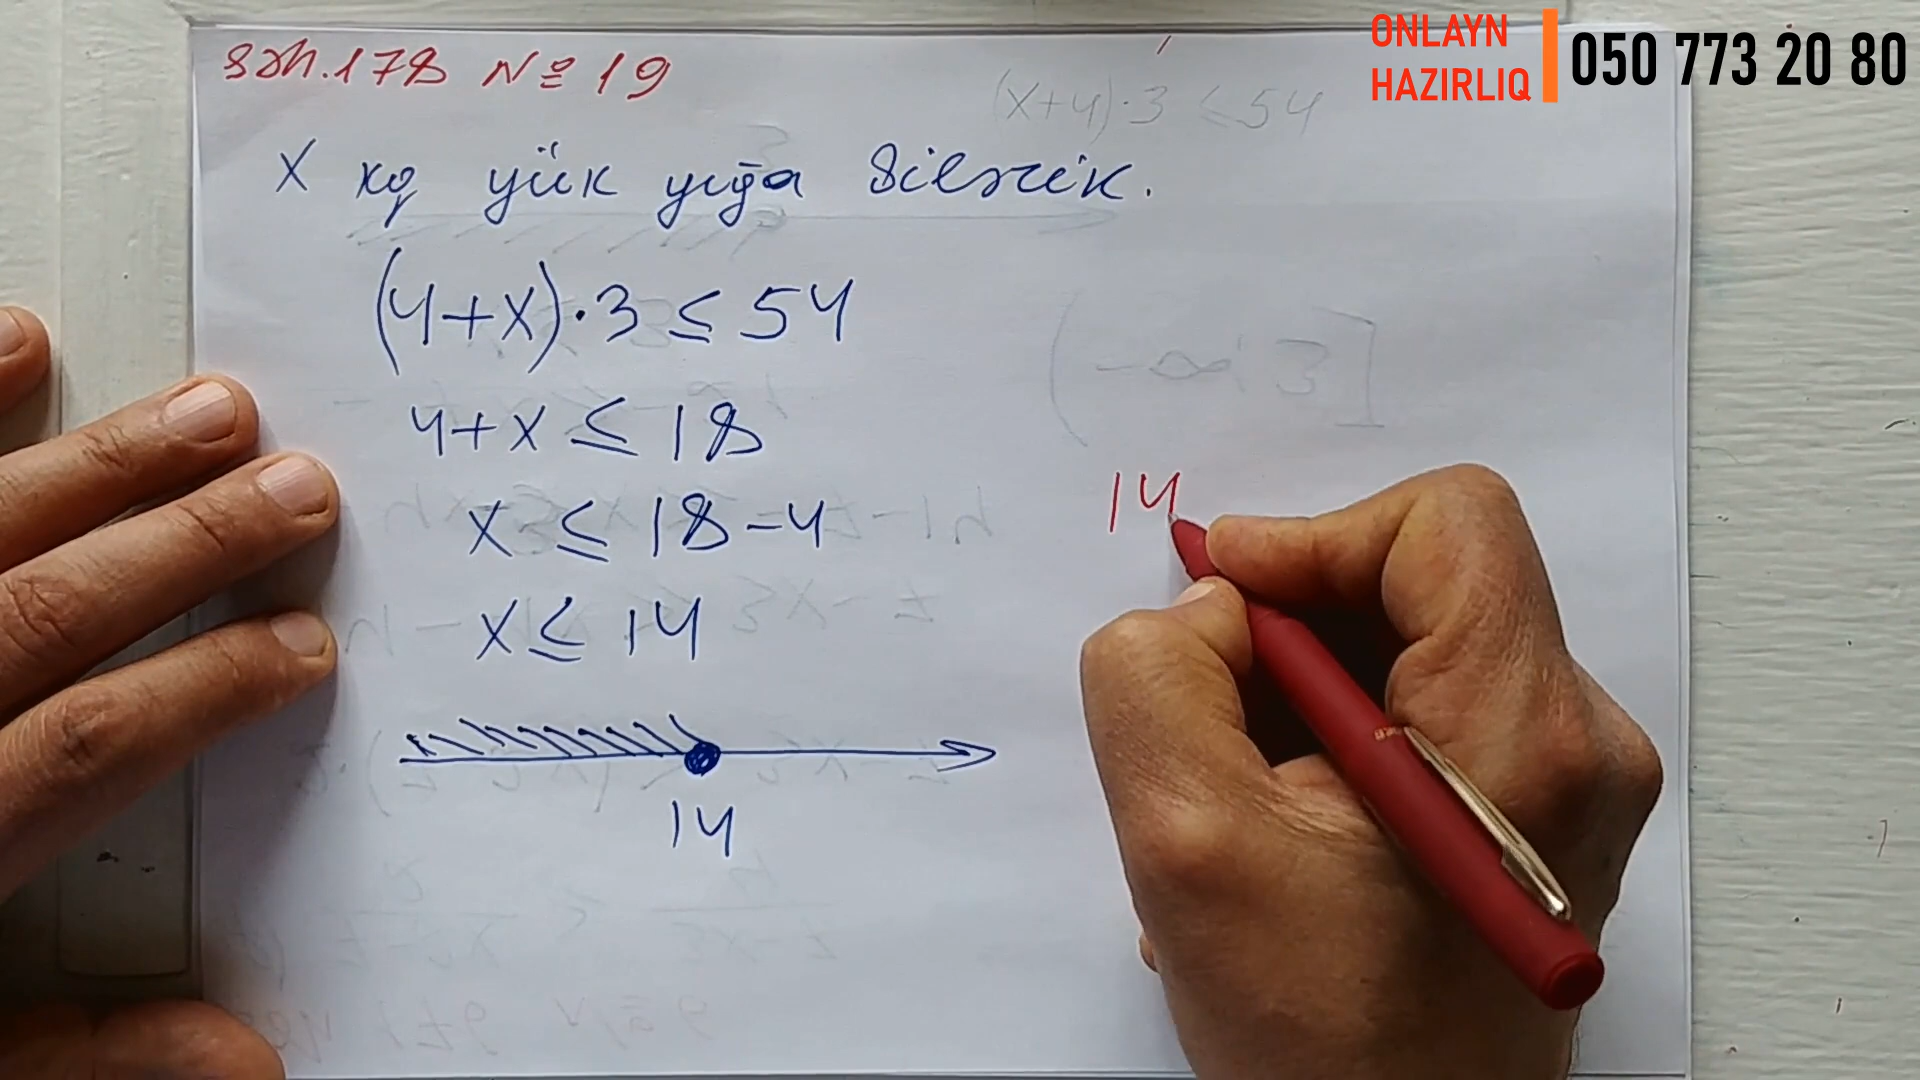 səh.178 №19
ONLAYN
HAZIRLIQ
050 773 20 80
(x+4)·3≤54
X кг yük yığa bilərik.
(4+x)·3≤54
4+x≤18
x≤18-4
x≤14
(-∞ 3]
14
14